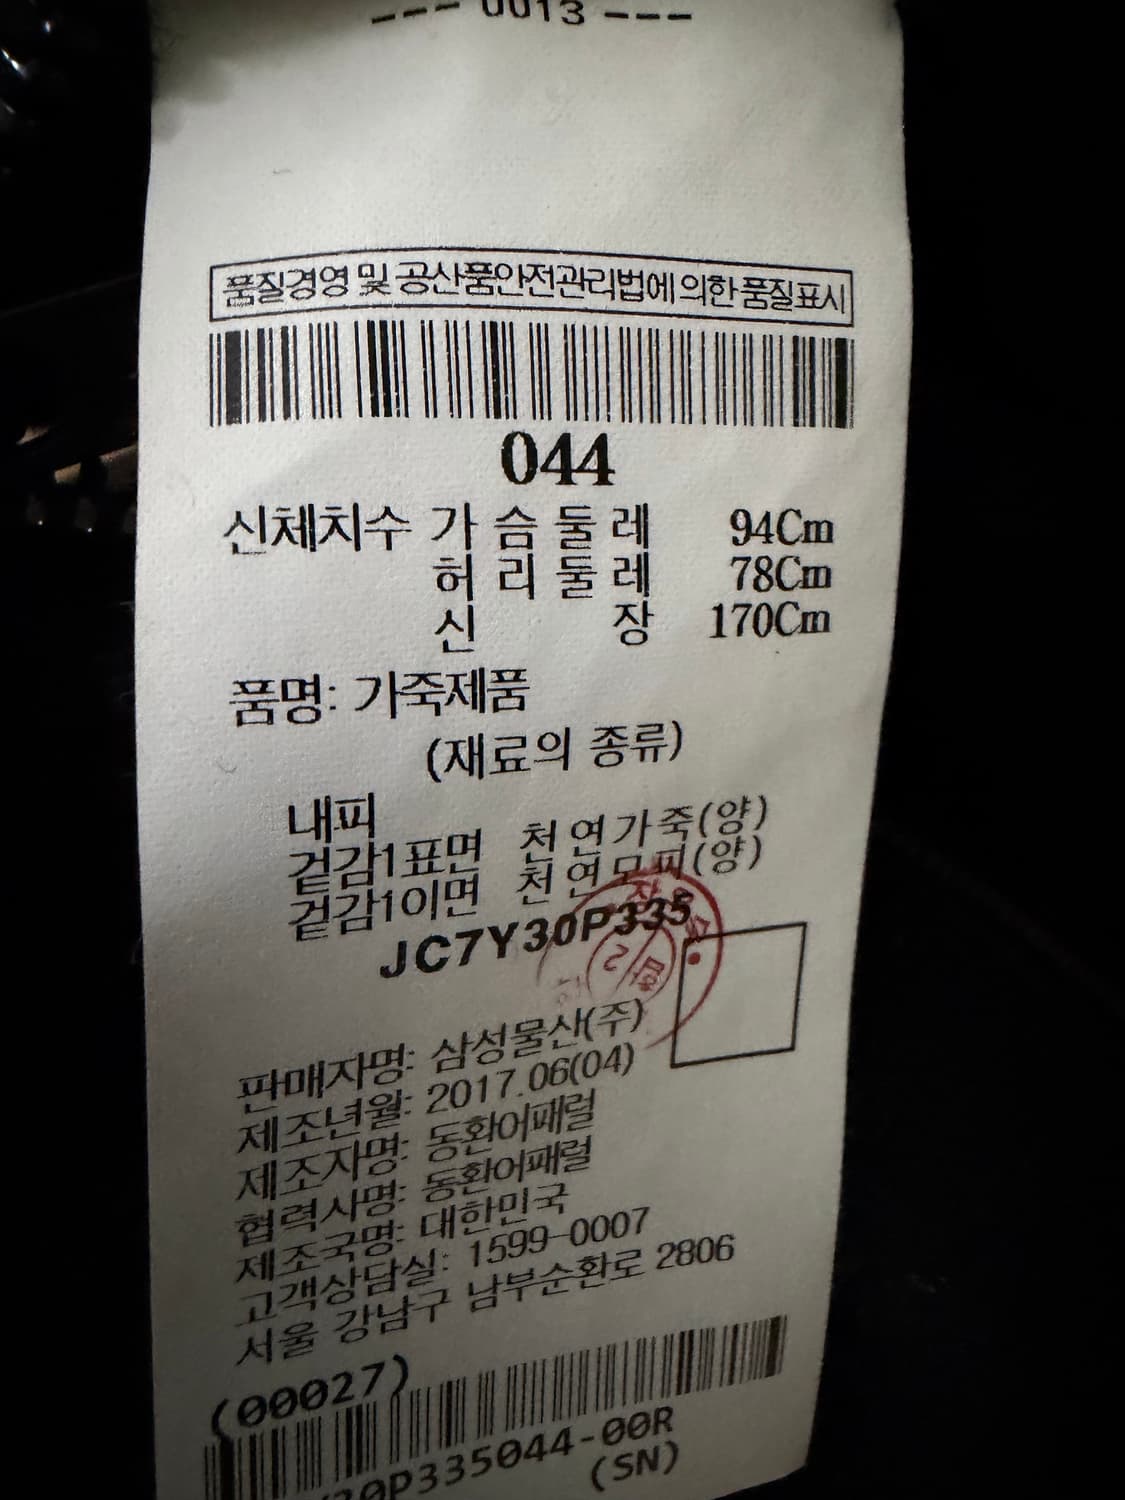 --- 0013 ---
품질경영 및 공산품안전관리법에 의한 품질표시
044
신체치수 가슴둘레 94Cm
허리둘레 78Cm
신장 170Cm
품명: 가죽제품
(재료의 종류)
내피
겉감1표면 천연가죽(양)
겉감1이면 천연모피(양)
JC7Y30P335
판매자명: 삼성물산(주)
제조년월: 2017.06(04)
제조자명: 동환어패럴
협력사명: 동환어패럴
제조국명: 대한민국
고객상담실: 1599-0007
서울 강남구 남부순환로 2806
(00027)
30P335044-00R
(SN)